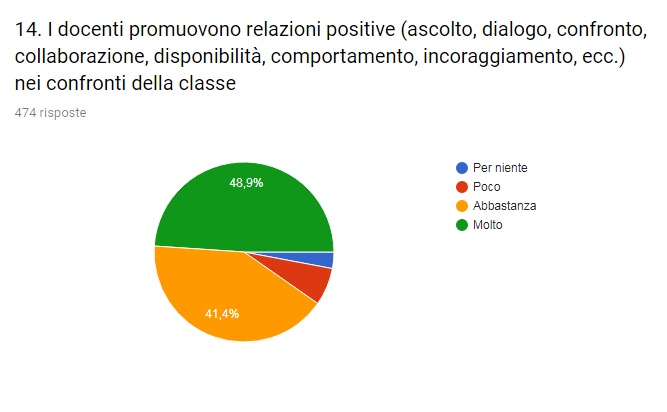 14. I docenti promuovono relazioni positive (ascolto, dialogo, confronto,
collaborazione, disponibilità, comportamento, incoraggiamento, ecc.)
nei confronti della classe
474 risposte
48,9%
41,4%
Per niente
Poco
Abbastanza
Molto